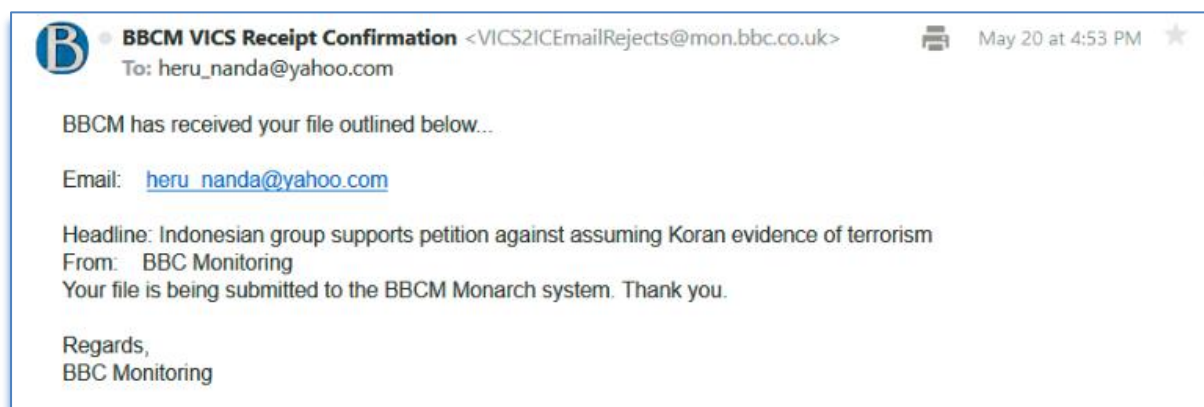 B
BBCM VICS Receipt Confirmation <VICS2ICEmailRejects@mon.bbc.co.uk> May 20 at 4:53 PM
To: heru_nanda@yahoo.com
BBCM has received your file outlined below...
Email: heru_nanda@yahoo.com
Headline: Indonesian group supports petition against assuming Koran evidence of terrorism
From: BBC Monitoring
Your file is being submitted to the BBCM Monarch system. Thank you.
Regards,
BBC Monitoring